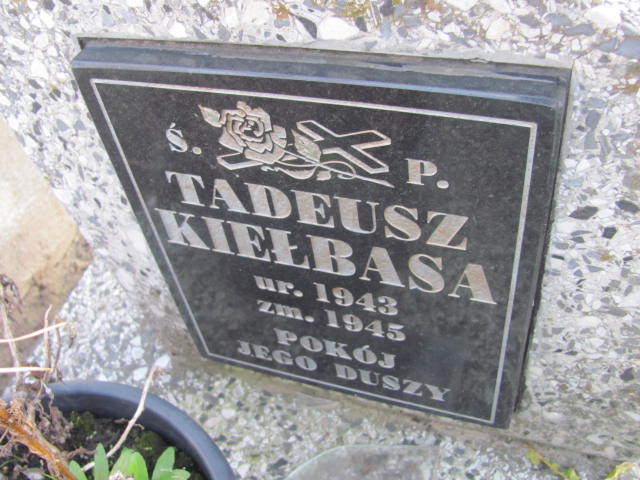 Ś. P.
TADEUSZ
KIEŁBASA
ur. 1943
zm. 1945
POKÓJ
JEGO DUSZY